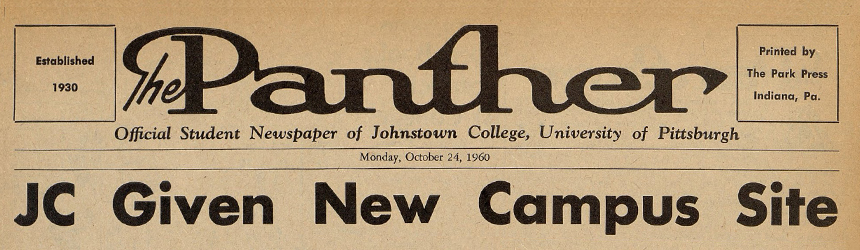 Established
1930
The Panther
Printed by
The Park Press
Indiana, Pa.
Official Student Newspaper of Johnstown College, University of Pittsburgh
Monday, October 24, 1960
JC Given New Campus Site